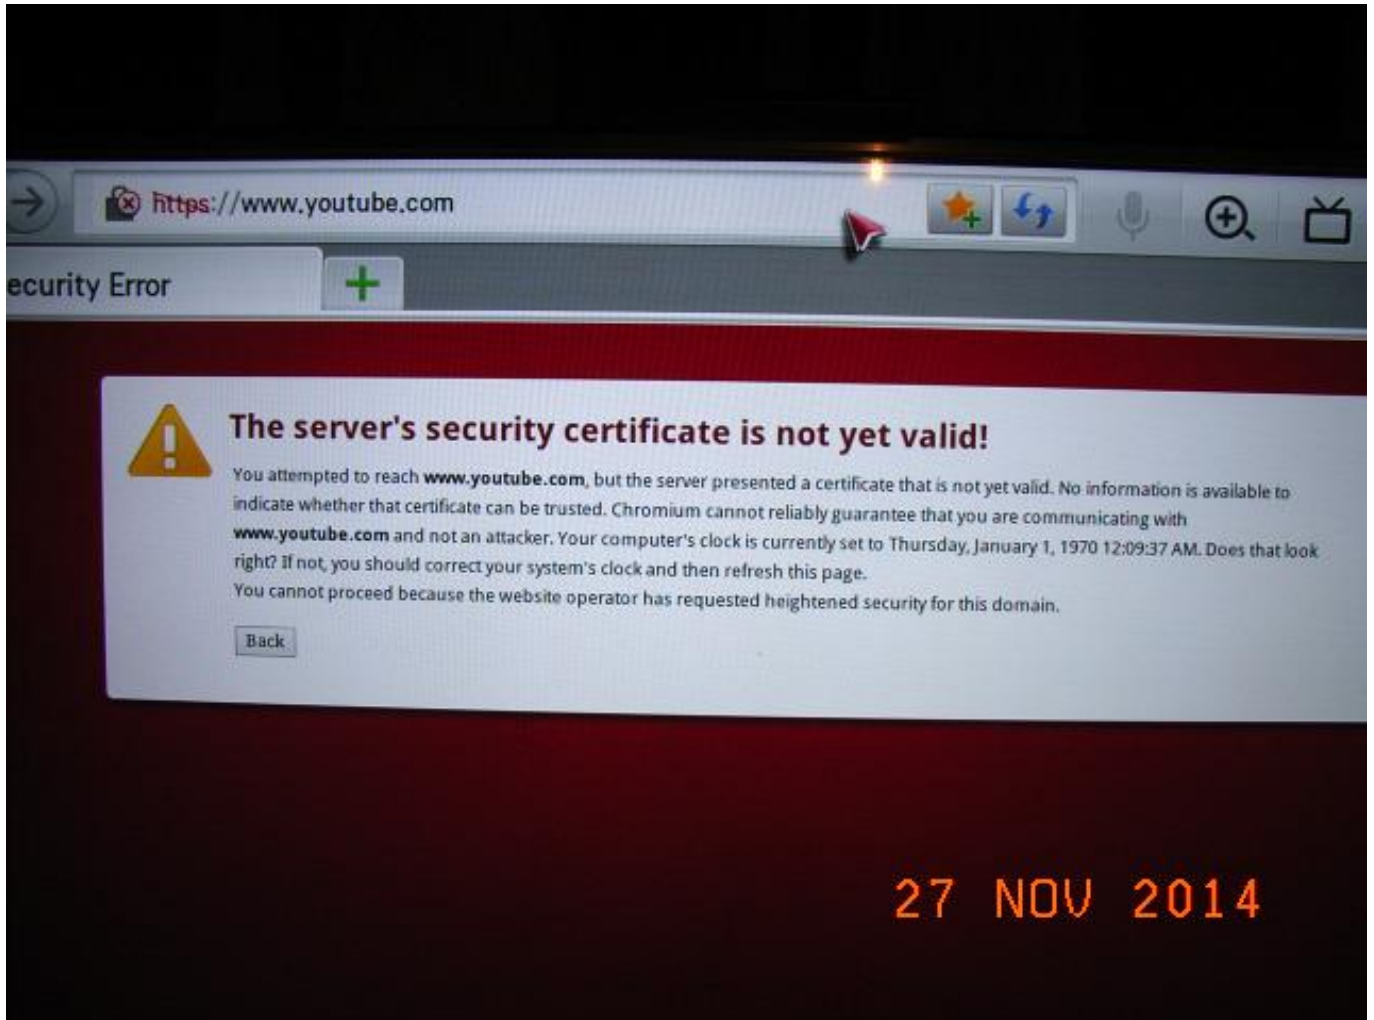 https://www.youtube.com
ecurity Error
The server's security certificate is not yet valid!
You attempted to reach www.youtube.com, but the server presented a certificate that is not yet valid. No information is available to
indicate whether that certificate can be trusted. Chromium cannot reliably guarantee that you are communicating with
www.youtube.com and not an attacker. Your computer's clock is currently set to Thursday, January 1, 1970 12:09:37 AM. Does that look
right? If not, you should correct your system's clock and then refresh this page.
You cannot proceed because the website operator has requested heightened security for this domain.
Back
27 NOV 2014